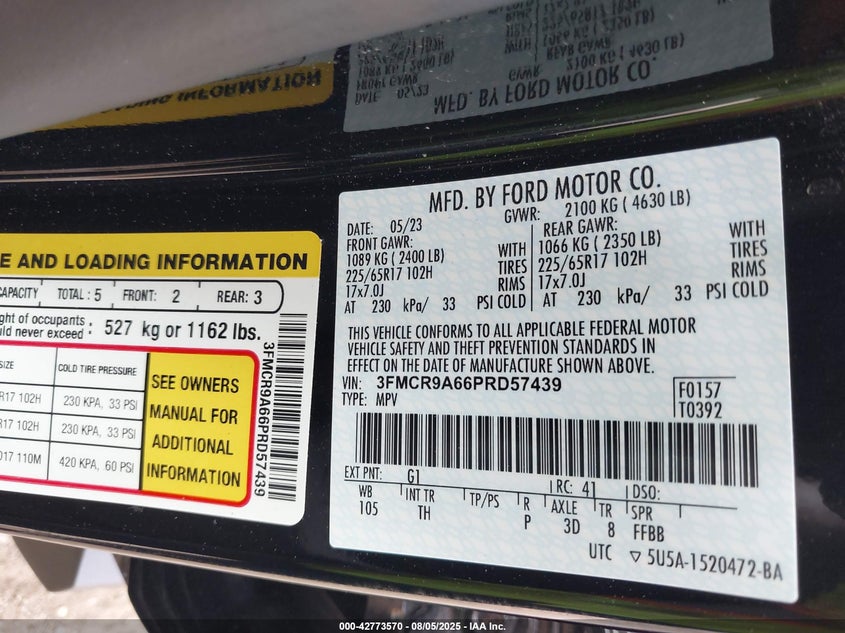 MFD. BY FORD MOTOR CO.
DATE: 05/23
GVWR: 2100 KG ( 4630 LB)
FRONT GAWR:
1089 KG ( 2400 LB)
WITH
225/65R17 102H
TIRES
17x7.0J
RIMS
AT 230 kPa/ 33 PSI COLD
REAR GAWR:
1066 KG ( 2350 LB)
WITH
225/65R17 102H
TIRES
17x7.0J
RIMS
AT 230 kPa/ 33 PSI COLD
THIS VEHICLE CONFORMS TO ALL APPLICABLE FEDERAL MOTOR
VEHICLE SAFETY AND THEFT PREVENTION STANDARDS IN
EFFECT ON THE DATE OF MANUFACTURE SHOWN ABOVE.
VIN: 3FMCR9A66PRD57439
TYPE: MPV
F0157
T0392
EXT PNT: G1
RC: 41
DSO:
WB
INT TR
TP/PS
R
AXLE
TR
SPR
105
TH
P
3D
8
FFBB
UTC ▽ 5U5A-1520472-BA
E AND LOADING INFORMATION
CAPACITY TOTAL : 5 FRONT: 2 REAR: 3
ght of occupants
uld never exceed : 527 kg or 1162 lbs.
SIZE
COLD TIRE PRESSURE
R17 102H
230 KPA, 33 PSI
R17 102H
230 KPA, 33 PSI
D17 110M
420 KPA, 60 PSI
SEE OWNERS
MANUAL FOR
ADDITIONAL
INFORMATION
3FMCR9A66PRD57439
000-42773570 - 08/05/2025 - IAA Inc.